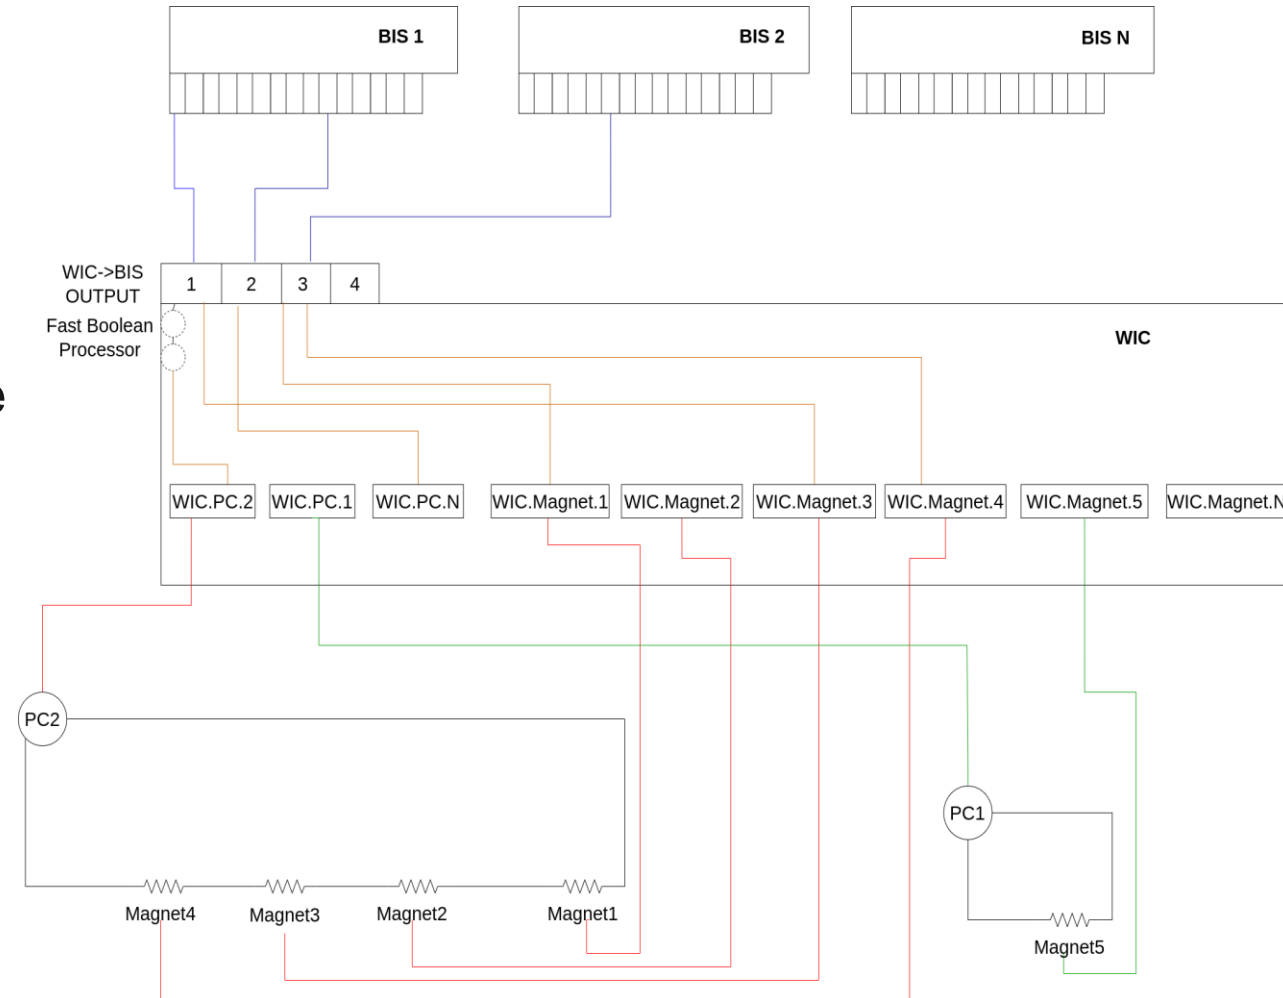 BIS 1
BIS 2
BIS N
WIC->BIS
OUTPUT
1
2
3
4
Fast Boolean
Processor
WIC
e
WIC.PC.2
WIC.PC.1
WIC.PC.N
WIC.Magnet.1
WIC.Magnet.2
WIC.Magnet.3
WIC.Magnet.4
WIC.Magnet.5
WIC.Magnet.N
PC2
PC1
Magnet4
Magnet3
Magnet2
Magnet1
Magnet5